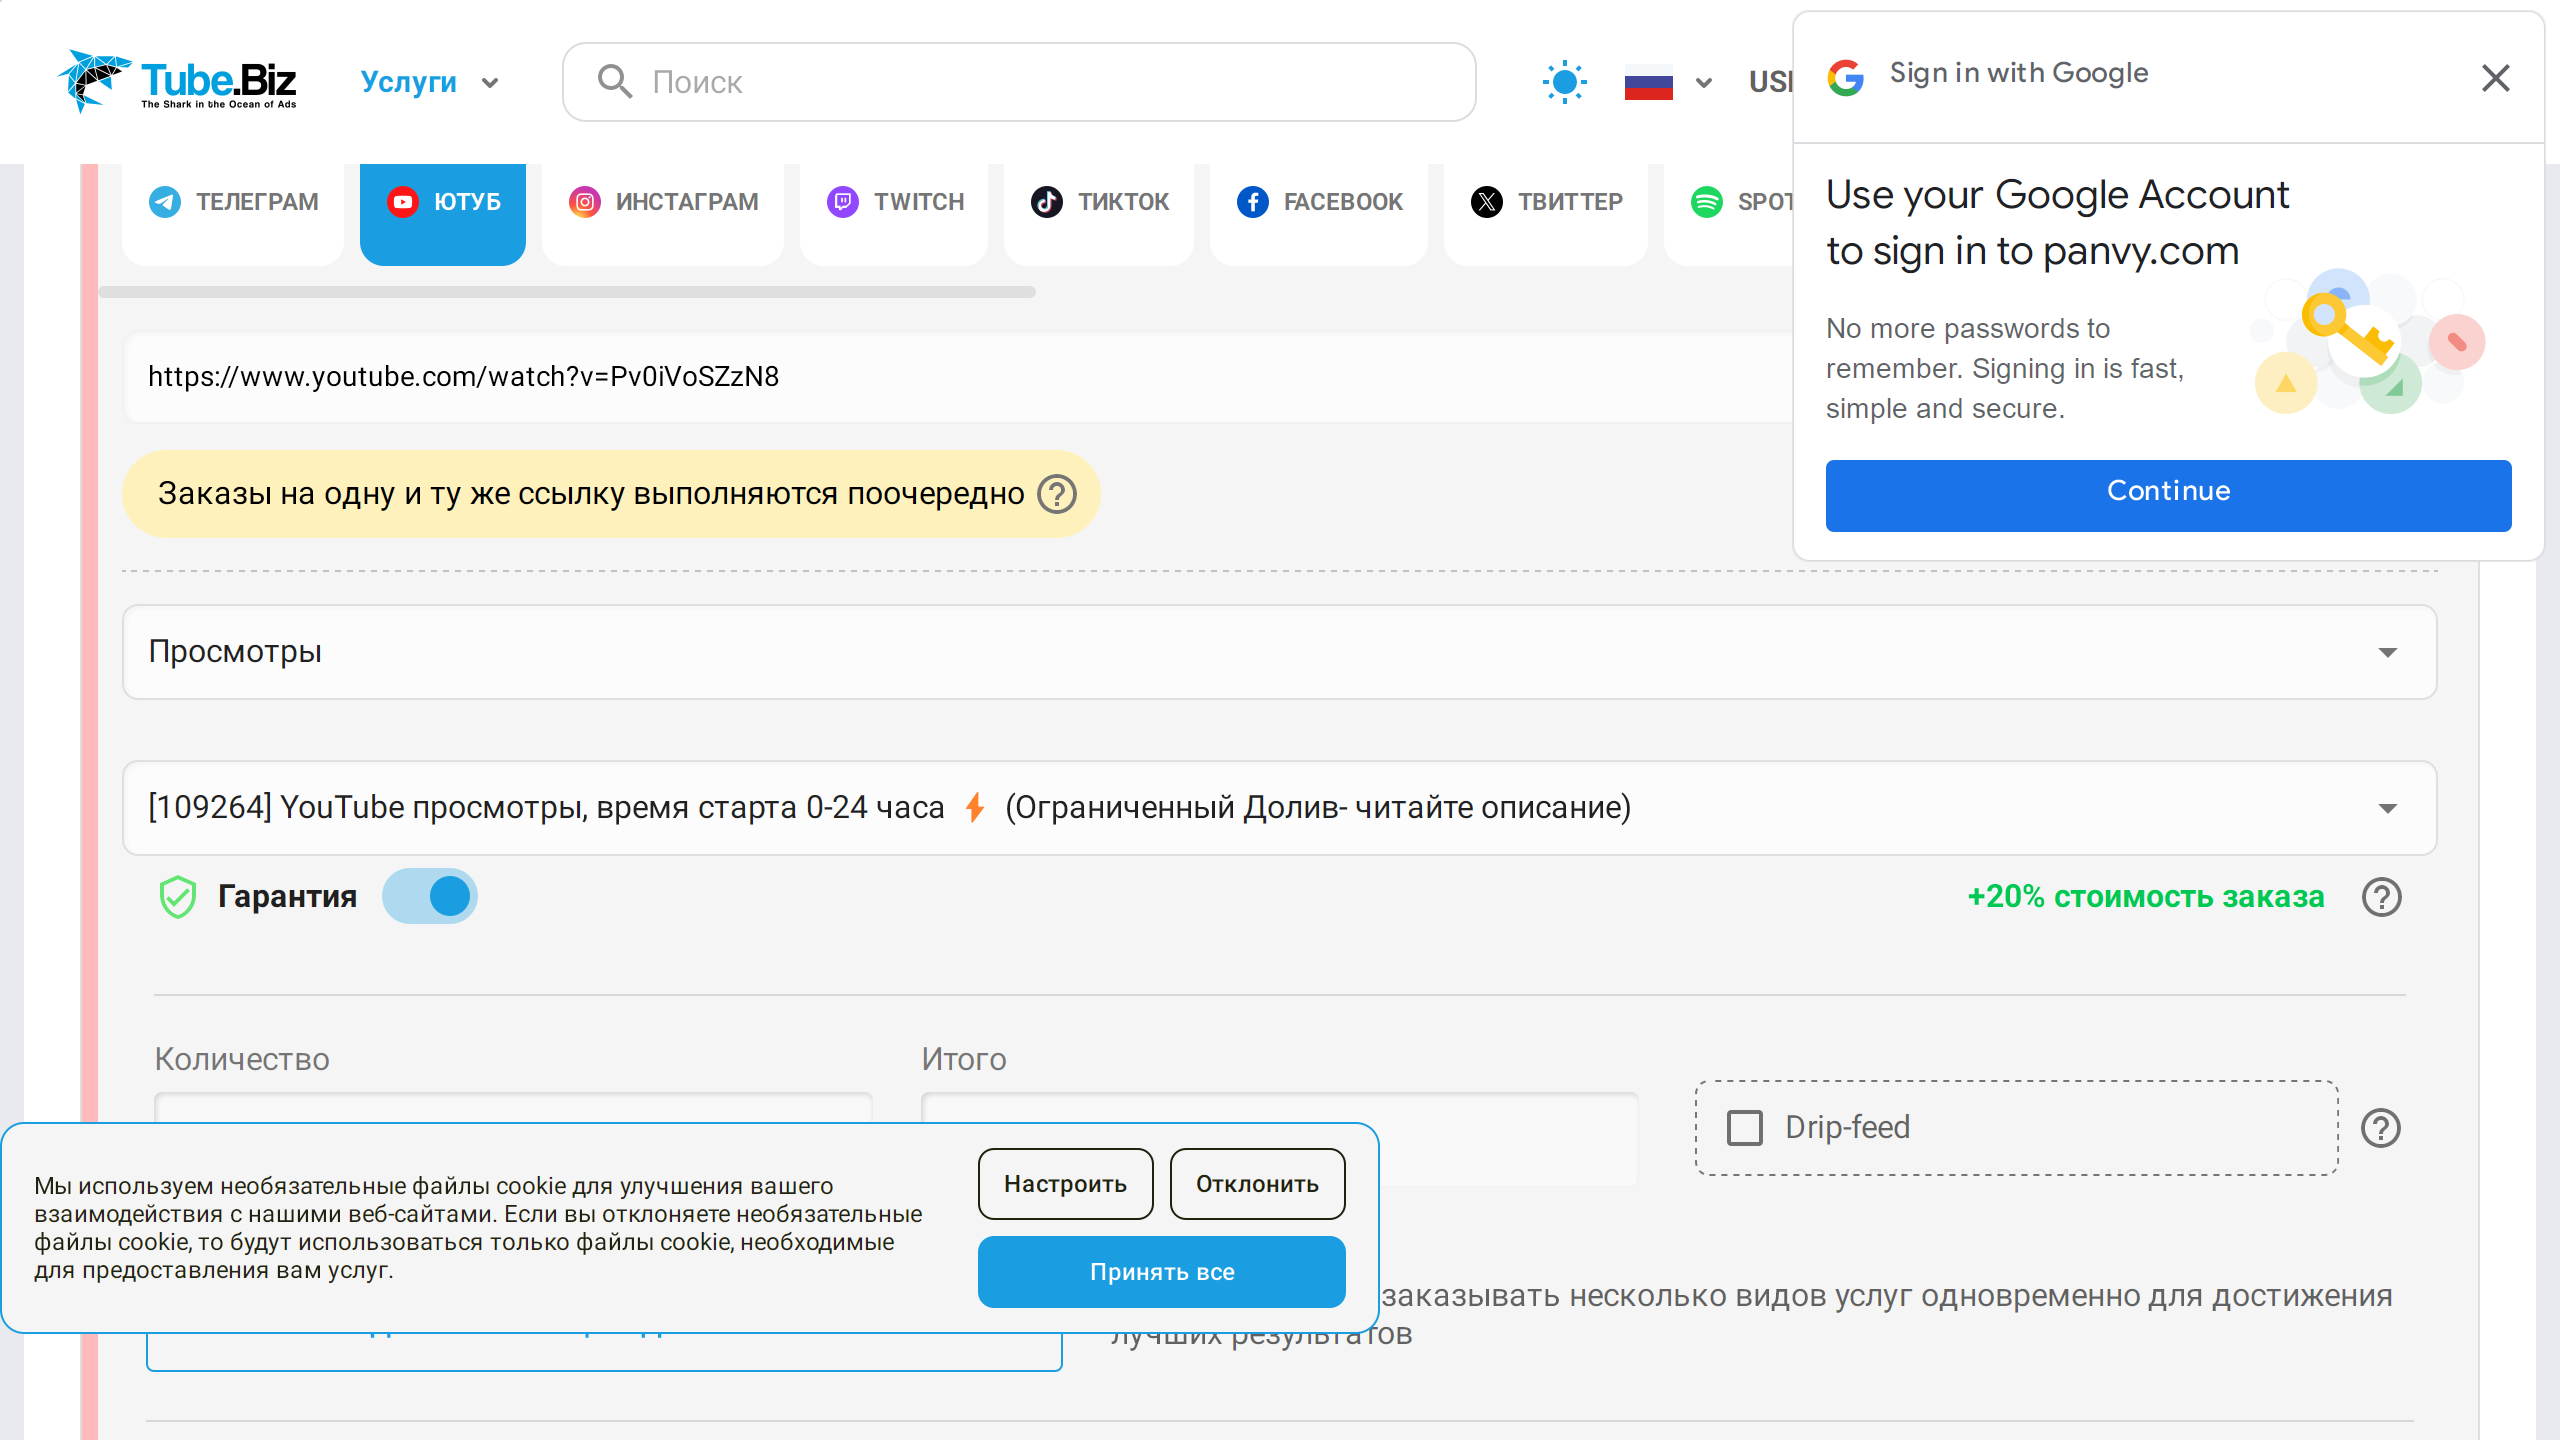 Tube.Biz
The Shark in the Ocean of Ads
Услуги
Поиск
Sign in with Google
ТЕЛЕГРАМ
ЮТУБ
ИНСТАГРАМ
TWITCH
ТИКТОК
FACEBOOK
ТВИТТЕР
Use your Google Account
to sign in to panvy.com
No more passwords to
remember. Signing in is fast,
simple and secure.
Continue
https://www.youtube.com/watch?v=Pv0iVoSZzN8
Заказы на одну и ту же ссылку выполняются поочередно
Просмотры
[109264] YouTube просмотры, время старта 0-24 часа ⚡ (Ограниченный Долив- читайте описание)
Гарантия
+20% стоимость заказа
Количество
Итого
Drip-feed
Мы используем необязательные файлы cookie для улучшения вашего
взаимодействия с нашими веб-сайтами. Если вы отклоняете необязательные
файлы cookie, то будут использоваться только файлы cookie, необходимые
для предоставления вам услуг.
Настроить
Отклонить
Принять все
заказывать несколько видов услуг одновременно для достижения
лучших результатов